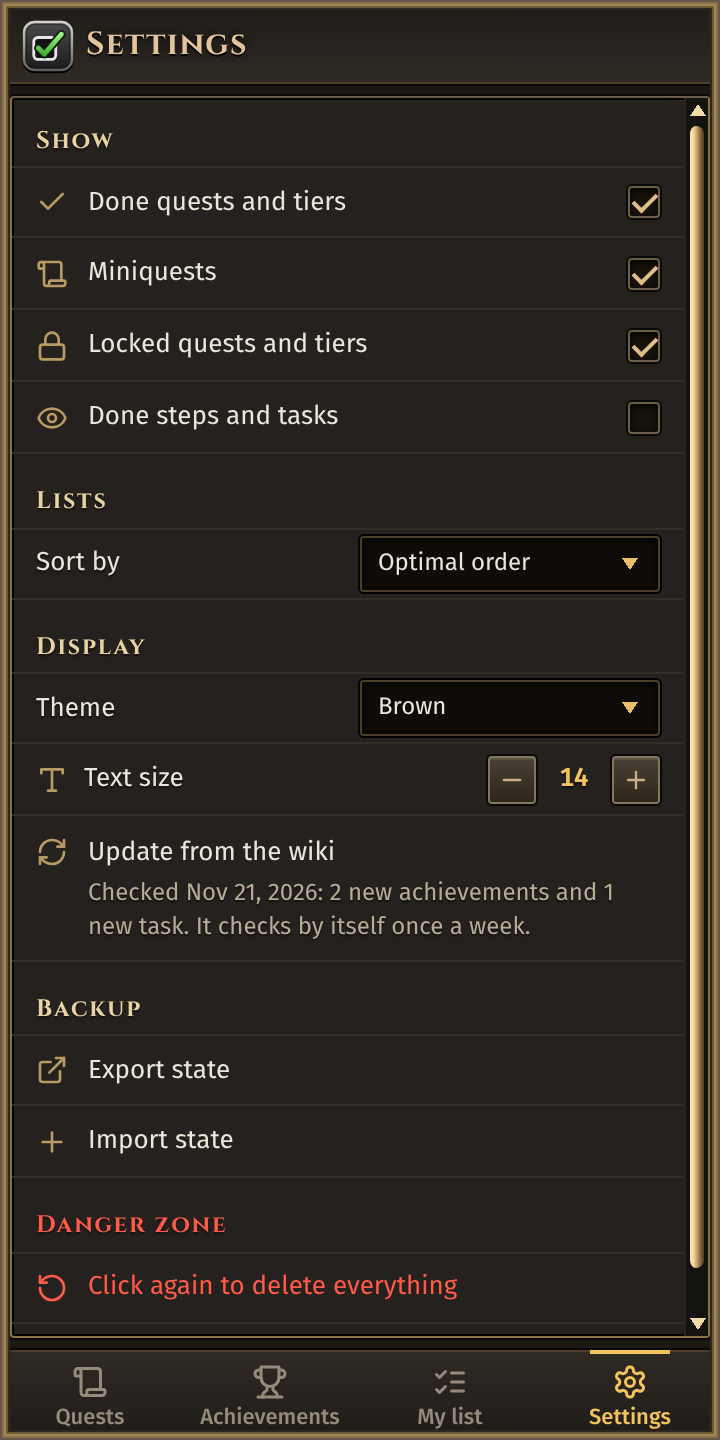 Settings
Show
Done quests and tiers
Miniquests
Locked quests and tiers
Done steps and tasks
Lists
Sort by
Optimal order
Display
Theme
Brown
Text size
14
Update from the wiki
Checked Nov 21, 2026: 2 new achievements and 1
new task. It checks by itself once a week.
Backup
Export state
Import state
Danger zone
Click again to delete everything
Quests
Achievements
My list
Settings